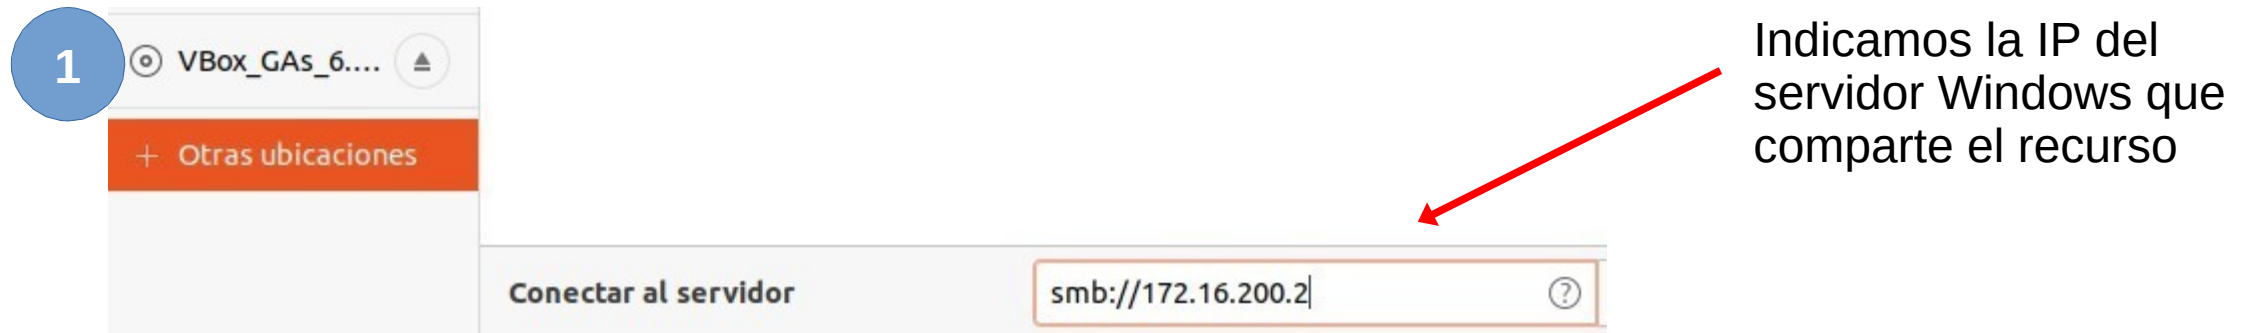 1
VBox_GAs_6....
+ Otras ubicaciones
Conectar al servidor
smb://172.16.200.2
?
Indicamos la IP del
servidor Windows que
comparte el recurso